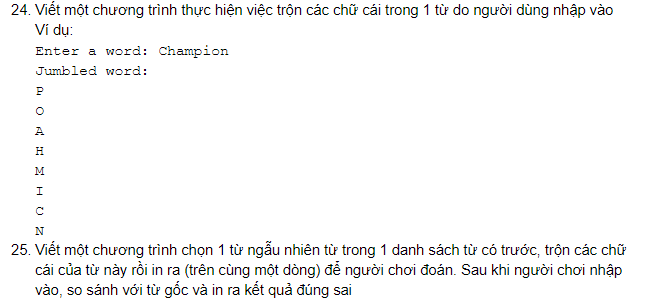 24. Viết một chương trình thực hiện việc trộn các chữ cái trong 1 từ do người dùng nhập vào
Ví dụ:
Enter a word: Champion
Jumbled word:
P
O
A
H
M
I
C
N
25. Viết một chương trình chọn 1 từ ngẫu nhiên từ trong 1 danh sách từ có trước, trộn các chữ
cái của từ này rồi in ra (trên cùng một dòng) để người chơi đoán. Sau khi người chơi nhập
vào, so sánh với từ gốc và in ra kết quả đúng sai